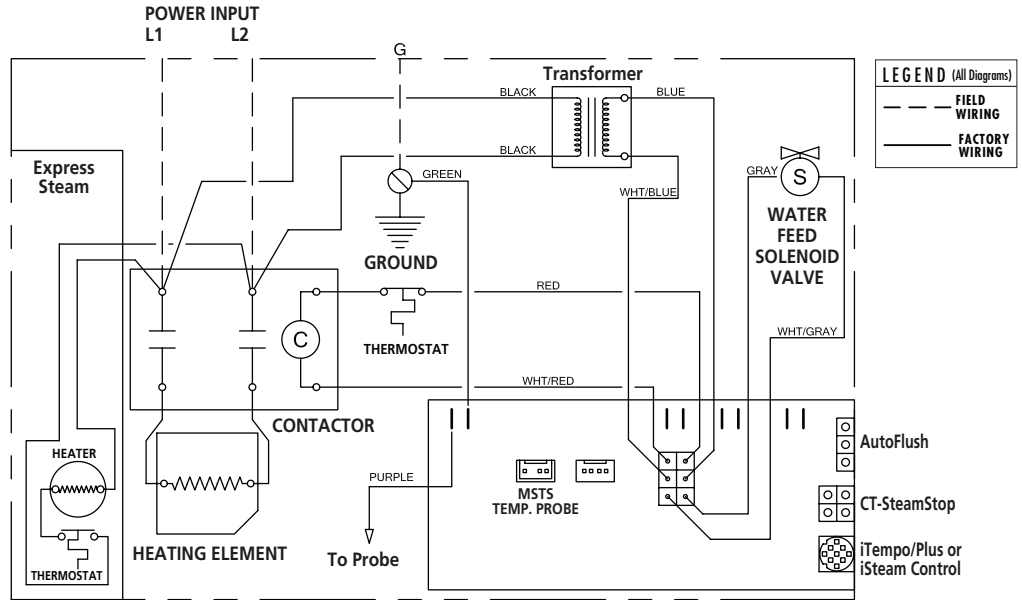 POWER INPUT
L1 L2
G
Transformer
BLACK
BLUE
BLACK
LEGEND (All Diagrams)
FIELD
WIRING
FACTORY
WIRING
Express
Steam
GREEN
WHT/BLUE
GRAY
S
WATER
FEED
SOLENOID
VALVE
GROUND
RED
C
THERMOSTAT
WHT/GRAY
WHT/RED
CONTACTOR
HEATER
PURPLE
MSTS
TEMP. PROBE
AutoFlush
CT-SteamStop
HEATING ELEMENT
To Probe
iTempo/Plus or
iSteam Control
THERMOSTAT